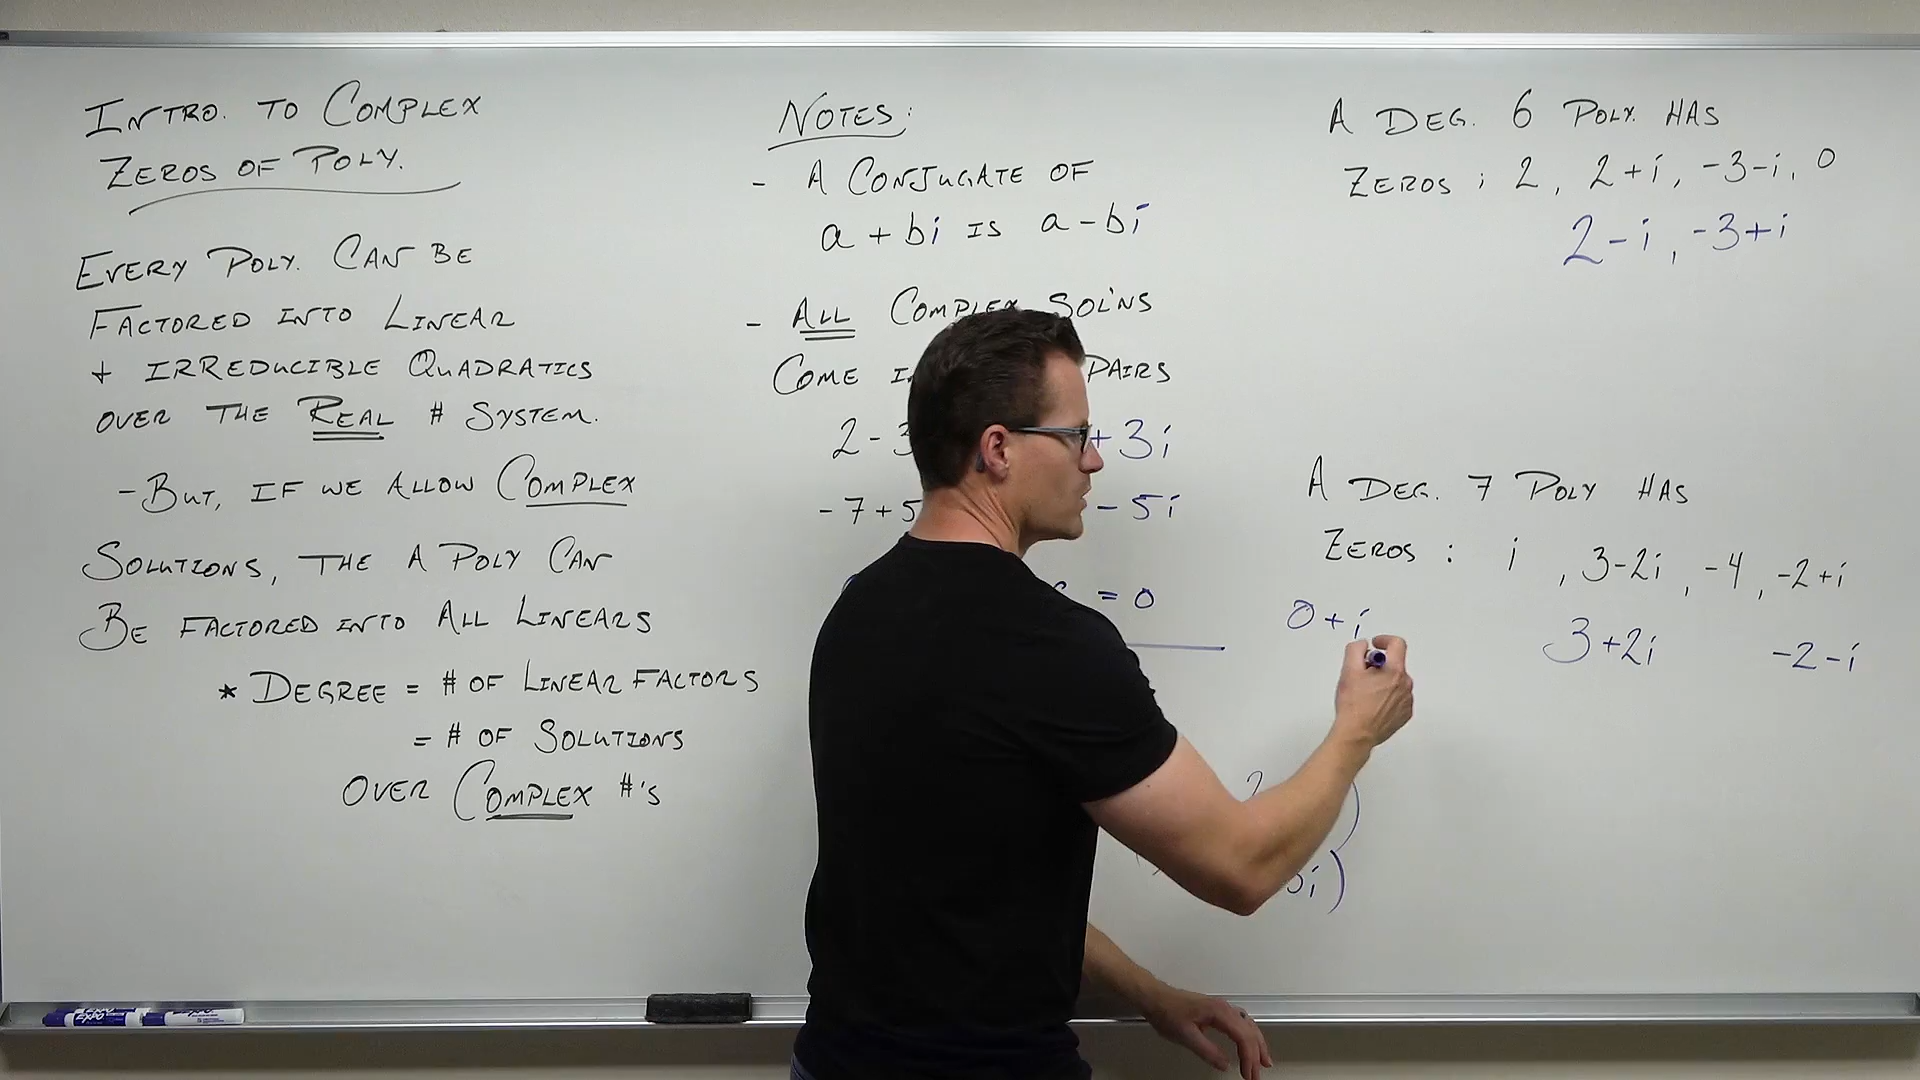 INTRO. TO COMPLEX
ZEROS OF POLY.
EVERY POLY. CAN BE
FACTORED INTO LINEAR
+ IRREDUCIBLE QUADRATICS
OVER THE REAL # SYSTEM.
- BUT, IF WE ALLOW COMPLEX
SOLUTIONS, THE A POLY CAN
BE FACTORED INTO ALL LINEARS
* DEGREE = # OF LINEAR FACTORS
= # OF SOLUTIONS
OVER COMPLEX #'S
NOTES:
- A CONJUGATE OF
a + bi IS a - bi
- ALL COMPLEX SOL'NS
COME PAIRS
2 - 3 + 3i
-7 + 5 - 5i
= 0
A DEG. 6 POLY. HAS
ZEROS : 2, 2+i, -3-i, 0
2-i, -3+i
A DEG. 7 POLY HAS
ZEROS : i, 3-2i, -4, -2+i
0+i 3+2i -2-i
EXPO